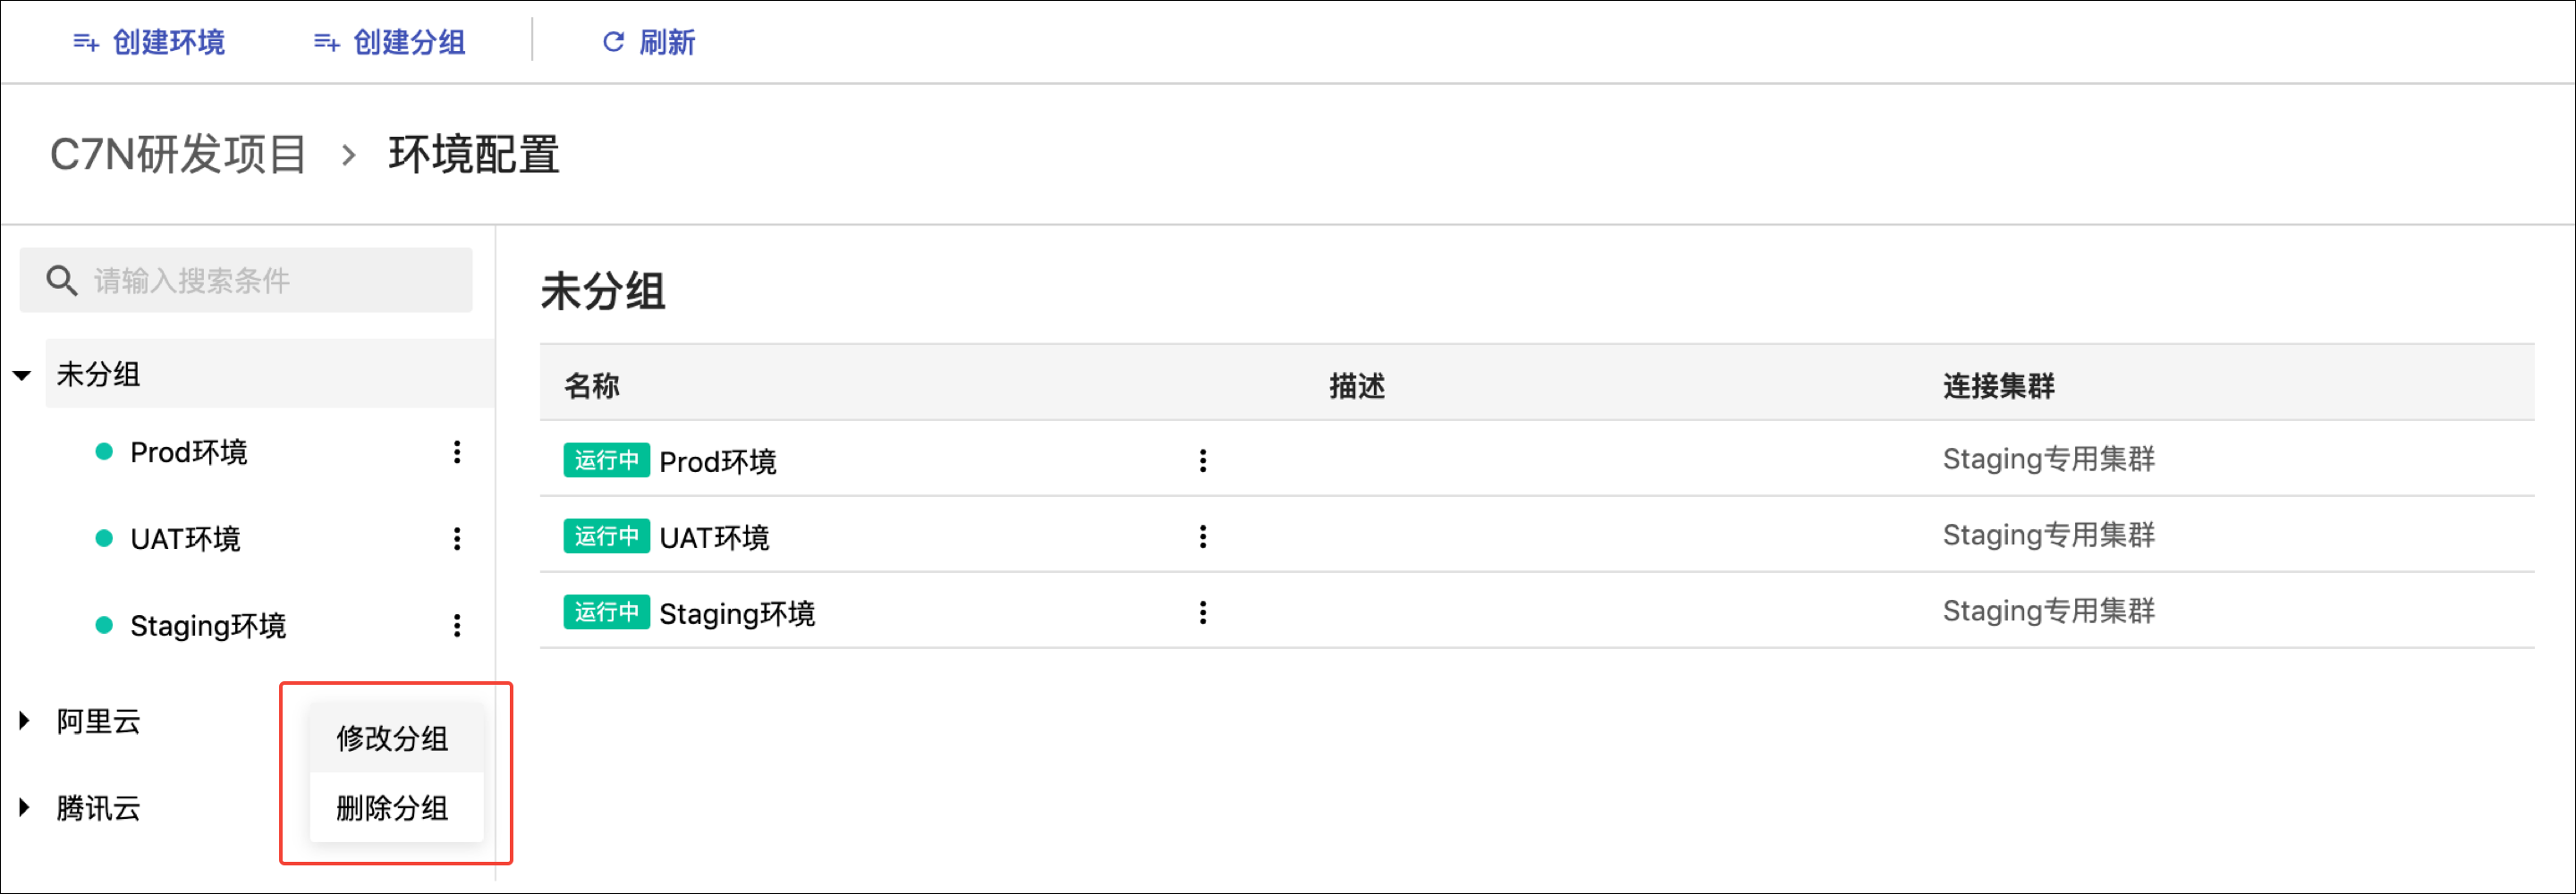 创建环境 创建分组 刷新
C7N研发项目 > 环境配置
请输入搜索条件
未分组
Prod环境
UAT环境
Staging环境
阿里云
腾讯云
修改分组
删除分组
未分组
名称 描述 连接集群
运行中 Prod环境 Staging专用集群
运行中 UAT环境 Staging专用集群
运行中 Staging环境 Staging专用集群